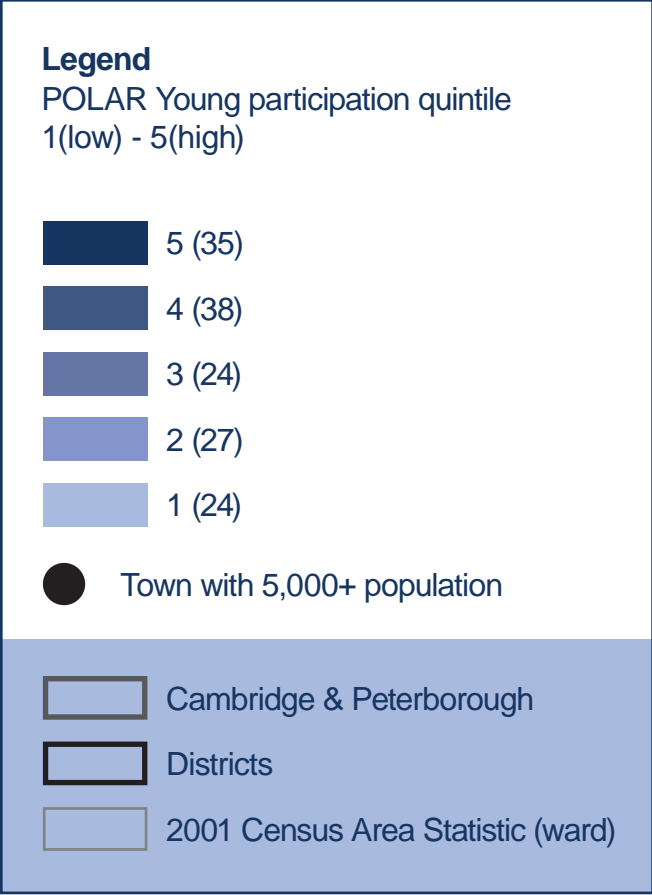 Legend
POLAR Young participation quintile
1(low) - 5(high)
5 (35)
4 (38)
3 (24)
2 (27)
1 (24)
Town with 5,000+ population
Cambridge & Peterborough
Districts
2001 Census Area Statistic (ward)